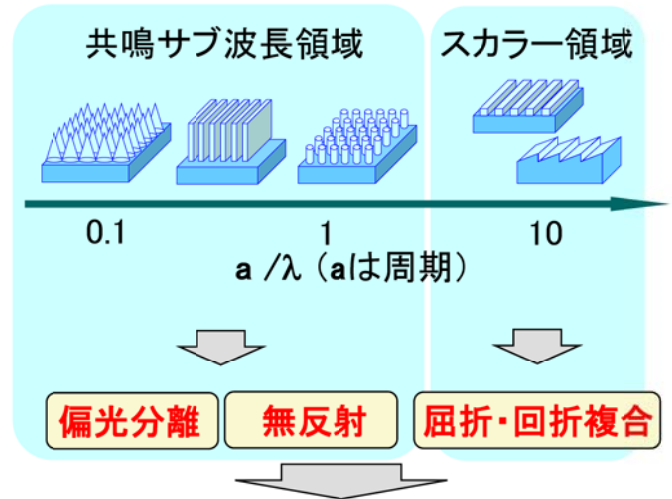 共鳴サブ波長領域
スカラー領域
0.1
1
10
a /λ (aは周期)
偏光分離
無反射
屈折・回折複合